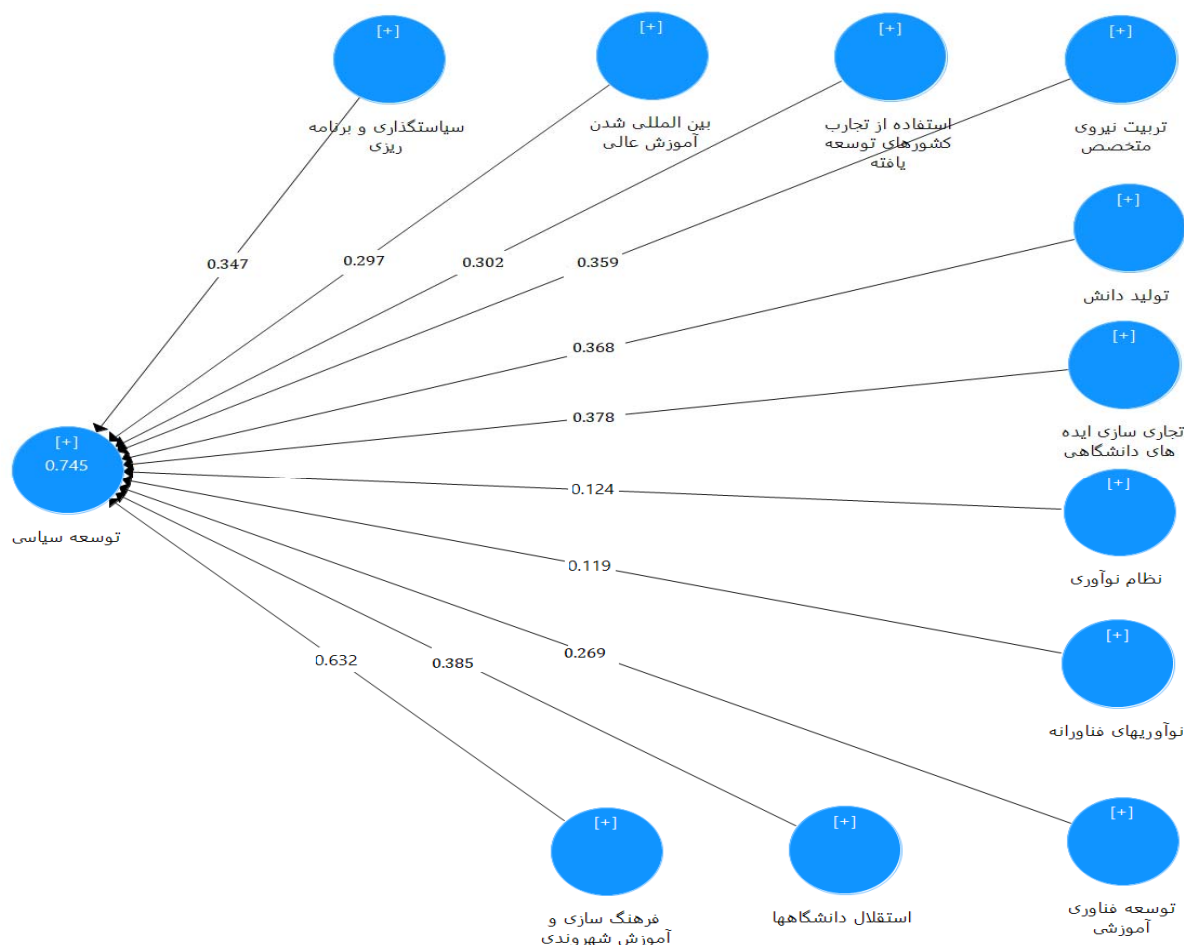 [+]
[+]
[+]
[+]
سیاستگذاری و برنامه
ریزی
بین المللی شدن
آموزش عالی
استفاده از تجارب
کشورهای توسعه
یافته
تربیت نیروی
متخصص
[+]
تولید دانش
0.347
0.297
0.302
0.359
0.368
[+]
تجاری سازی ایده
های دانشگاهی
0.378
[+]
0.745
توسعه سیاسی
0.124
[+]
نظام نوآوری
0.119
[+]
نوآوریهای فناورانه
0.632
0.385
0.269
[+]
[+]
[+]
فرهنگ سازی و
آموزش شهروندی
استقلال دانشگاهها
توسعه فناوری
آموزشی